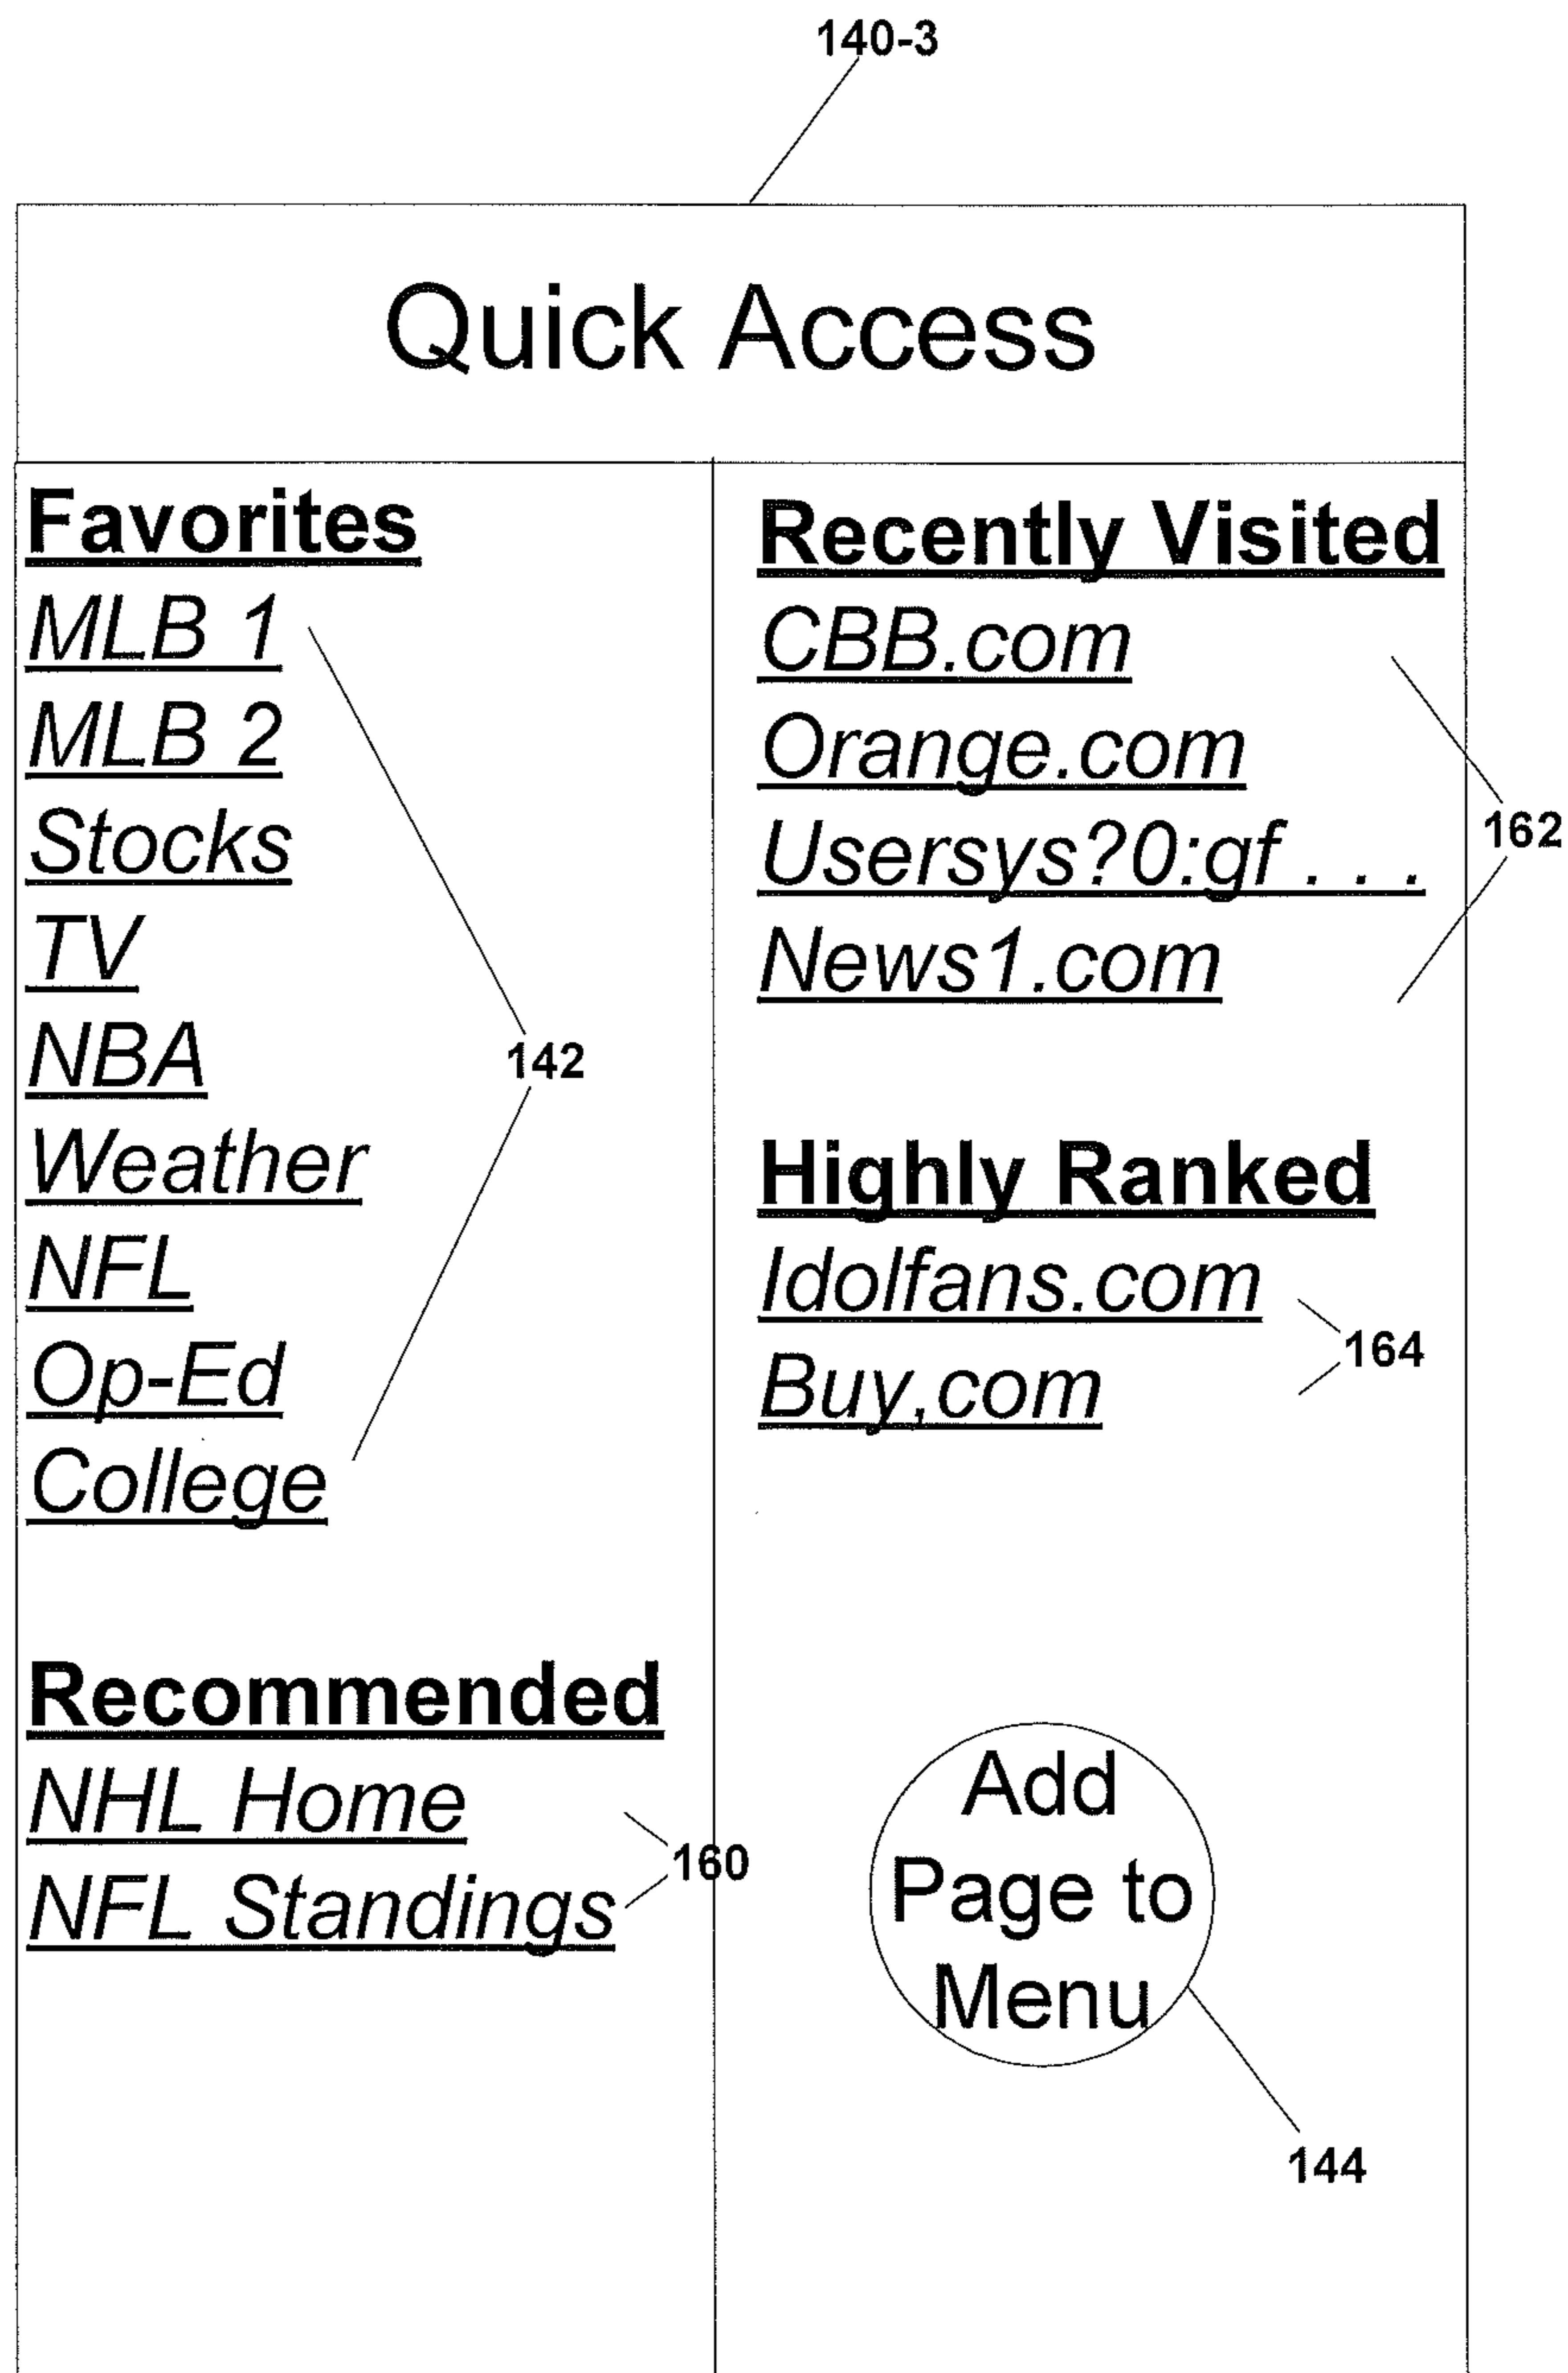 140-3
Quick Access
Favorites
MLB 1
MLB 2
Stocks
TV
NBA
Weather
NFL
Op-Ed
College
142
Recommended
NHL Home
NFL Standings
160
Recently Visited
CBB.com
Orange.com
Usersys?0:gf . . .
News1.com
162
Highly Ranked
Idolfans.com
Buy,com
164
Add
Page to
Menu
144